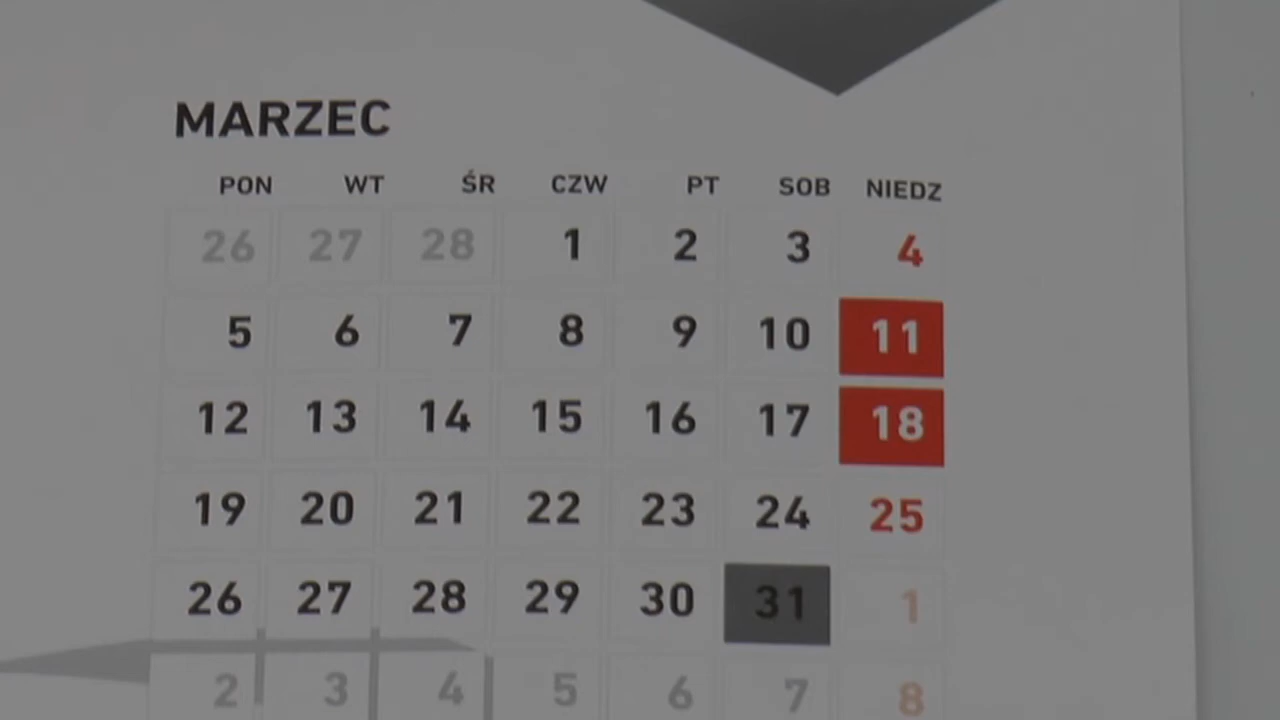 MARZEC
PON WT ŚR CZW PT SOB NIEDZ
26 27 28 1 2 3 4
5 6 7 8 9 10 11
12 13 14 15 16 17 18
19 20 21 22 23 24 25
26 27 28 29 30 31 1
2 3 4 5 6 7 8